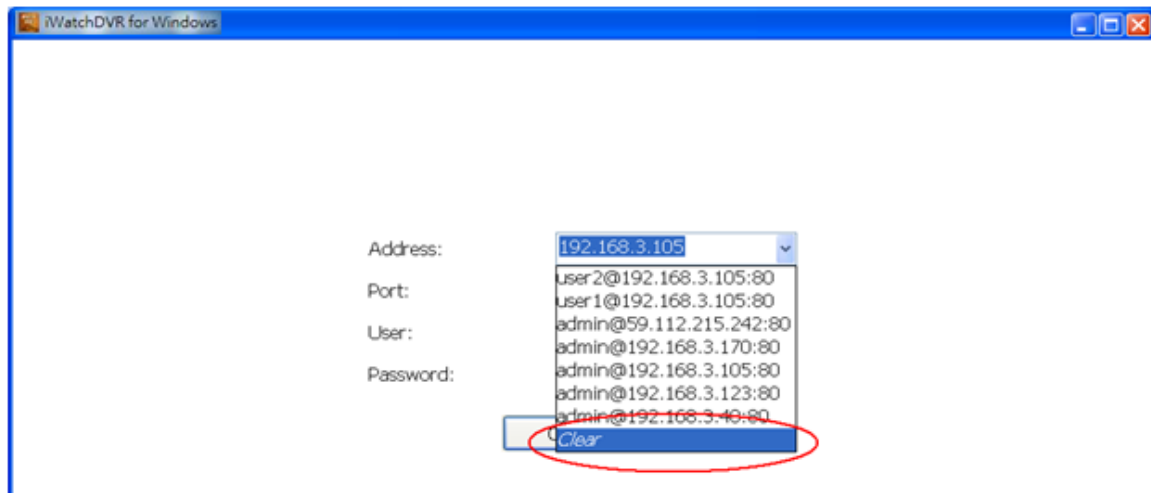 iWatchDVR for Windows
Address:
192.168.3.105
user2@192.168.3.105:80
user1@192.168.3.105:80
Port:
admin@59.112.215.242:80
User:
admin@192.168.3.170:80
admin@192.168.3.105:80
Password:
admin@192.168.3.123:80
admin@192.168.3.40:80
Clear